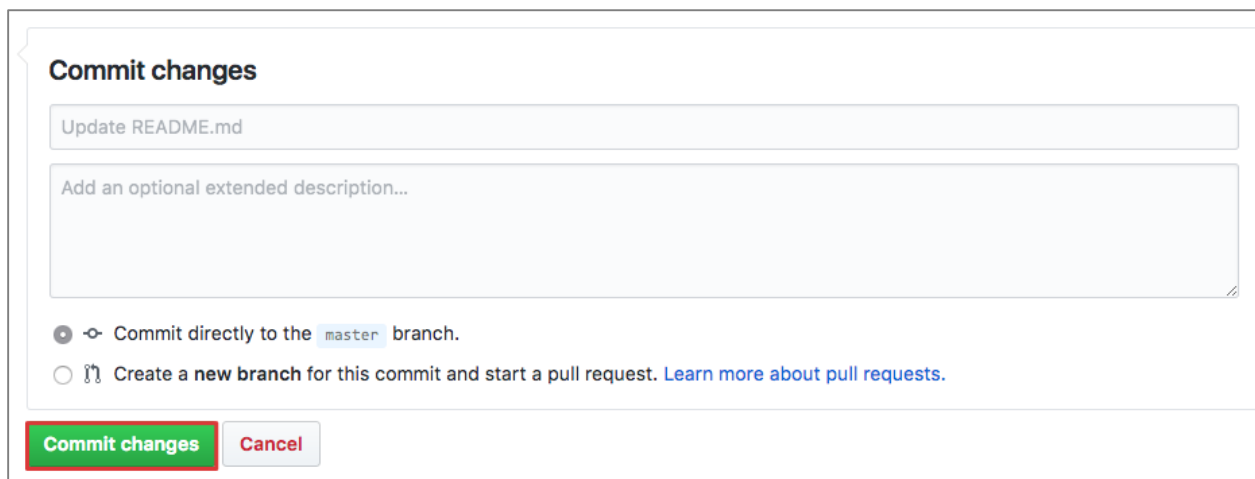 Commit changes
Update README.md
Add an optional extended description...
Commit directly to the master branch.
Create a new branch for this commit and start a pull request. Learn more about pull requests.
Commit changes Cancel